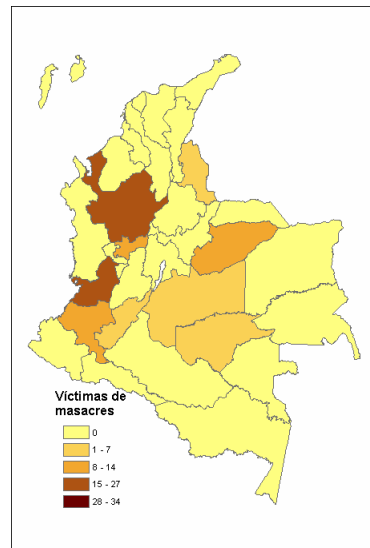 Víctimas de
masacres
0
1 - 7
8 - 14
15 - 27
28 - 34